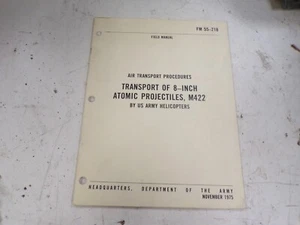 FM 55-219
FIELD MANUAL
AIR TRANSPORT PROCEDURES
TRANSPORT OF 8-INCH
ATOMIC PROJECTILES, M422
BY US ARMY HELICOPTERS
HEADQUARTERS, DEPARTMENT OF THE ARMY
NOVEMBER 1975